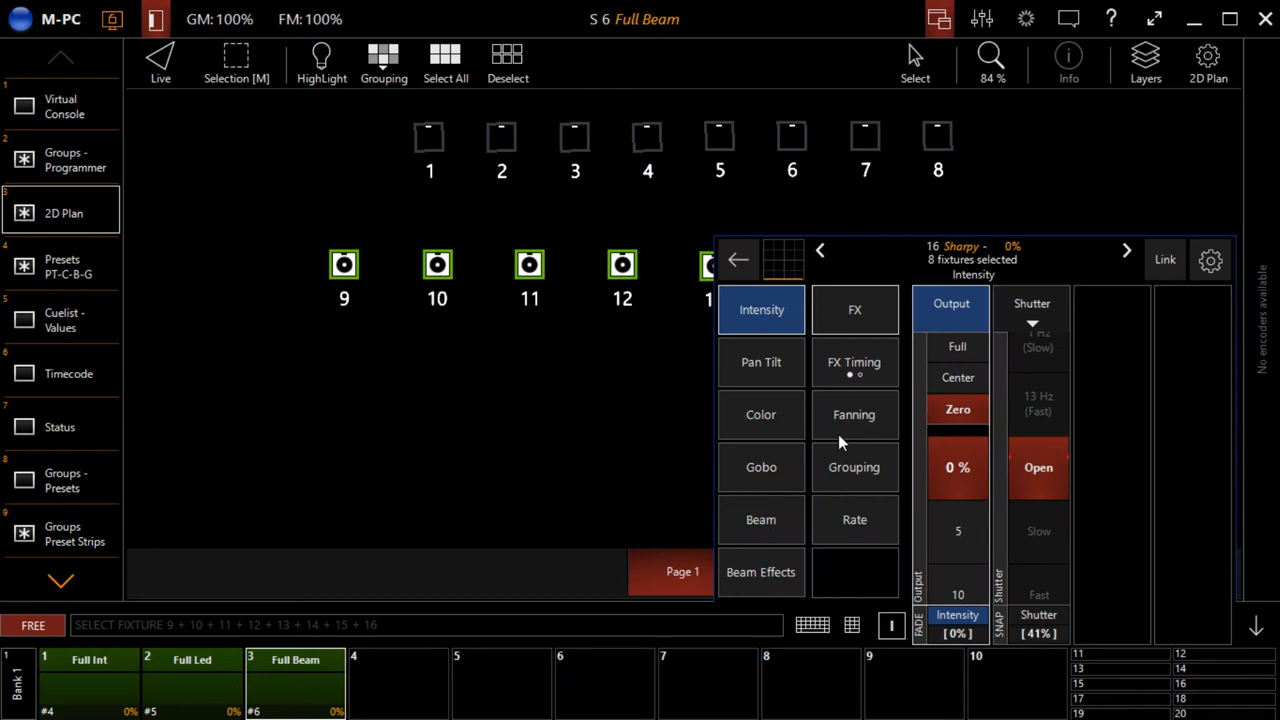 M-PC
6
GM: 100%
FM: 100%
S 6 Full Beam
?
Live
Selection [M]
HighLight
Grouping
Select All
Deselect
Select
84 %
Info
Layers
2D Plan
1
Virtual
Console
2
Groups -
Programmer
3
2D Plan
4
Presets
PT-C-B-G
5
Cuelist -
Values
6
Timecode
7
Status
8
Groups -
Presets
9
Groups
Preset Strips
1
2
3
4
5
6
7
8
9
10
11
12
1
16 Sharpy - 0%
8 fixtures selected
Intensity
Link
Intensity
FX
Pan Tilt
FX Timing
Color
Fanning
Gobo
Grouping
Beam
Rate
Beam Effects
Output
Full
Center
Zero
0 %
5
10
Output
FADE
Intensity
[0%]
Shutter
1 Hz
(Slow)
13 Hz
(Fast)
Open
Slow
Fast
Shutter
SNAP
Shutter
[41%]
No encoders available
Page 1
FREE
SELECT FIXTURE 9 + 10 + 11 + 12 + 13 + 14 + 15 + 16
I
1
Bank 1
1 Full Int
#4 0%
2 Full Led
#5 0%
3 Full Beam
#6 0%
4
5
6
7
8
9
10
11
12
13
14
15
16
17
18
19
20